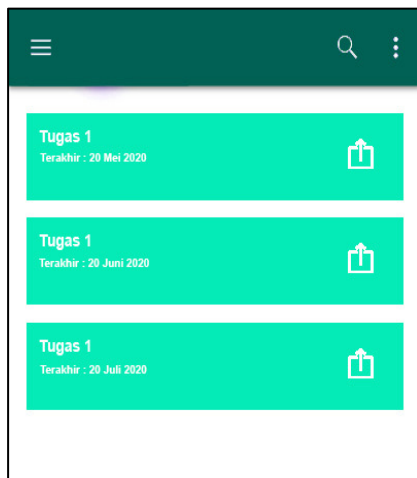 Tugas 1
Terakhir : 20 Mei 2020
Tugas 1
Terakhir : 20 Juni 2020
Tugas 1
Terakhir : 20 Juli 2020